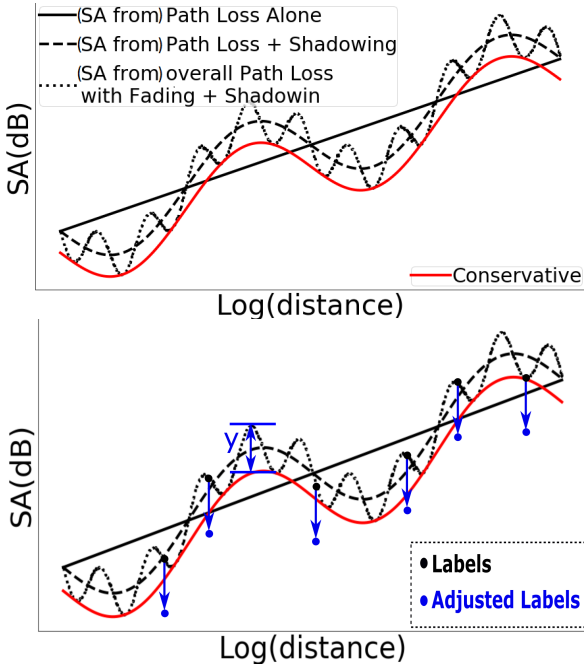 (SA from) Path Loss Alone
(SA from) Path Loss + Shadowing
(SA from) overall Path Loss
with Fading + Shadowin
SA(dB)
Conservative
Log(distance)
y
SA(dB)
Labels
Adjusted Labels
Log(distance)